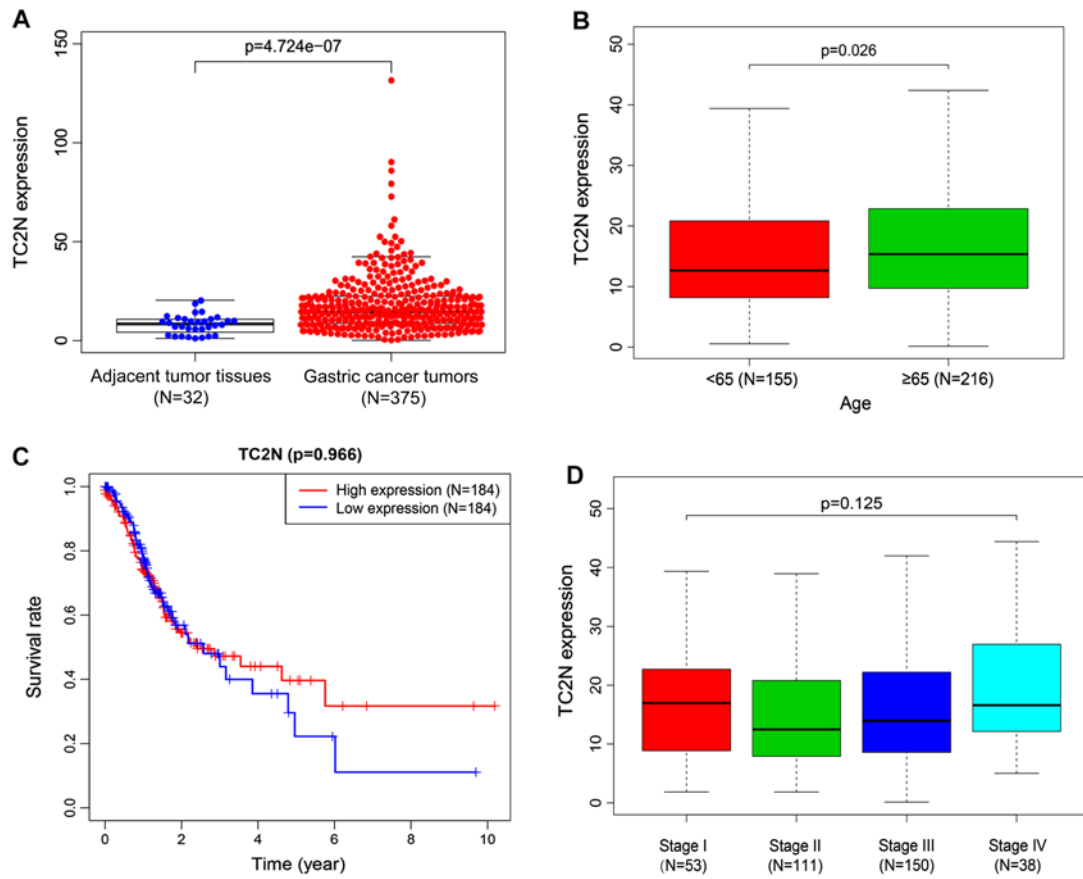 A
p=4.724e−07
150
100
50
0
TC2N expression
Adjacent tumor tissues
(N=32)
Gastric cancer tumors
(N=375)
B
p=0.026
50
40
30
20
10
0
TC2N expression
<65 (N=155)
≥65 (N=216)
Age
C
TC2N (p=0.966)
High expression (N=184)
Low expression (N=184)
1.0
0.8
0.6
0.4
0.2
0.0
Survival rate
0 2 4 6 8 10
Time (year)
D
p=0.125
50
40
30
20
10
0
TC2N expression
Stage I
(N=53)
Stage II
(N=111)
Stage III
(N=150)
Stage IV
(N=38)